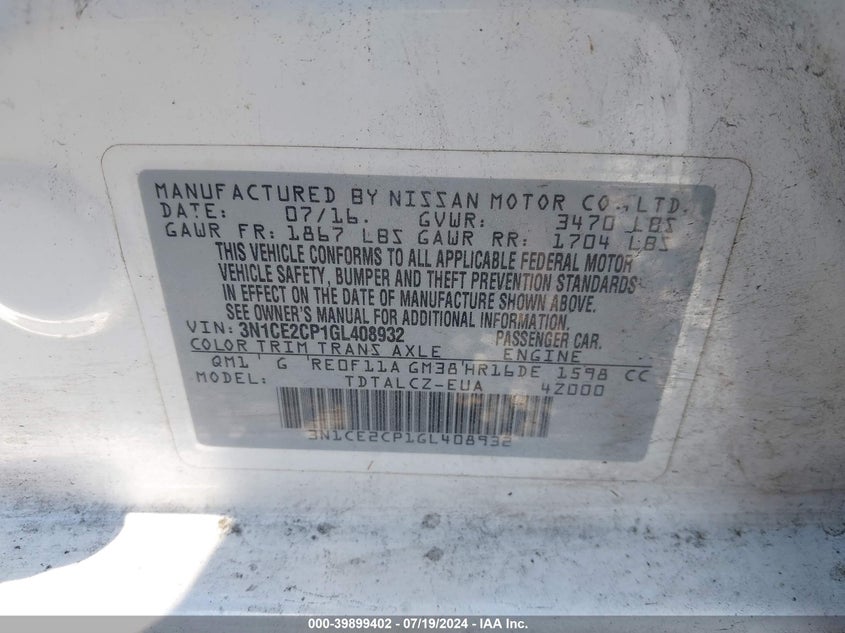 MANUFACTURED BY NISSAN MOTOR CO., LTD.
DATE: 07/16. GVWR: 3470 LBS
GAWR FR: 1867 LBS GAWR RR: 1704 LBS
THIS VEHICLE CONFORMS TO ALL APPLICABLE FEDERAL MOTOR
VEHICLE SAFETY, BUMPER AND THEFT PREVENTION STANDARDS
IN EFFECT ON THE DATE OF MANUFACTURE SHOWN ABOVE.
SEE OWNER'S MANUAL FOR ADDITIONAL INFORMATION.
VIN: 3N1CE2CP1GL408932 PASSENGER CAR.
COLOR TRIM TRANS AXLE ENGINE
QM1 ' G ' RE0F11A GM38 'HR16DE 1598 CC
MODEL: TDTALCZ-EUA 4Z000
3N1CE2CP1GL408932
000-39899402 - 07/19/2024 - IAA Inc.